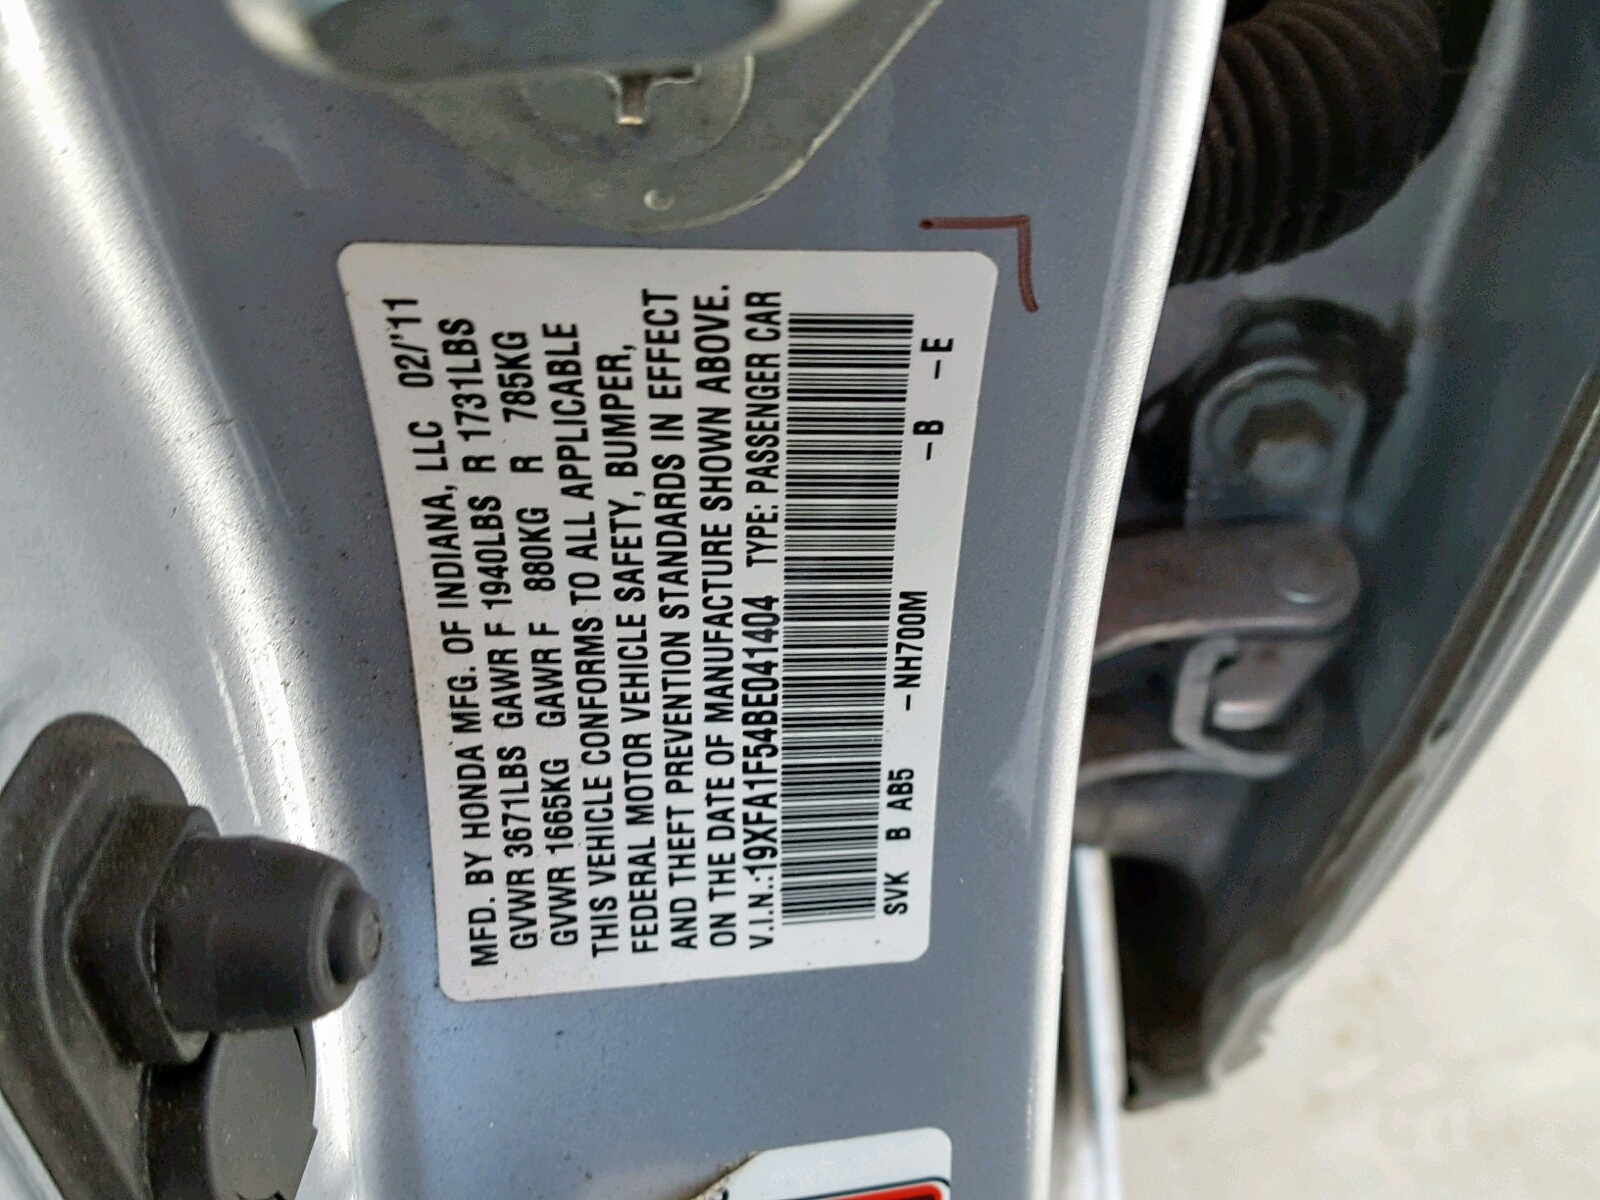 MFD. BY HONDA MFG. OF INDIANA, LLC 02/'11
GVWR 3671LBS GAWR F 1940LBS R 1731LBS
GVWR 1665KG GAWR F 880KG R 785KG
THIS VEHICLE CONFORMS TO ALL APPLICABLE
FEDERAL MOTOR VEHICLE SAFETY, BUMPER,
AND THEFT PREVENTION STANDARDS IN EFFECT
ON THE DATE OF MANUFACTURE SHOWN ABOVE.
V.I.N.:19XFA1F54BE041404 TYPE: PASSENGER CAR
SVK B AB5 -NH700M -B -E